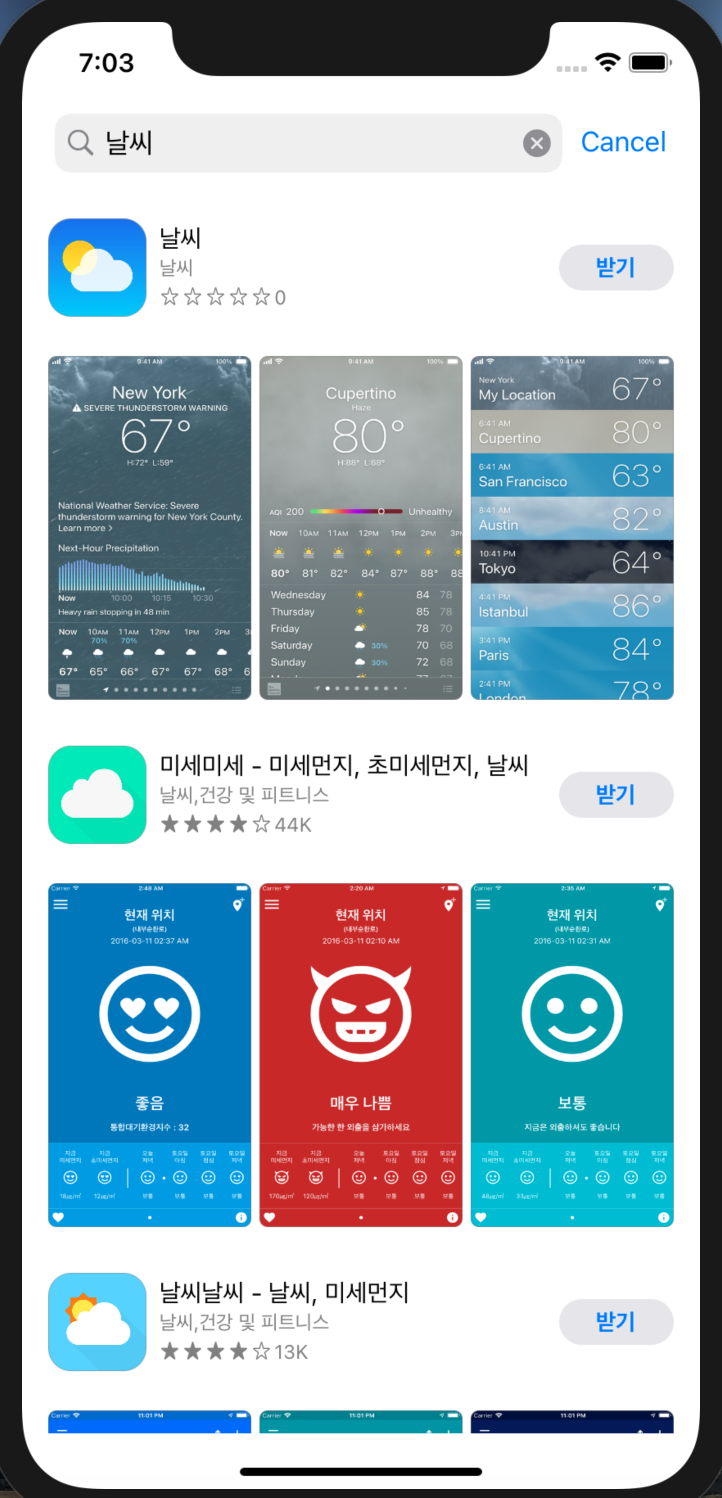 7:03
날씨
Cancel
날씨
날씨
0
받기
9:41 AM 100%
New York
SEVERE THUNDERSTORM WARNING
67°
H:72° L:59°
National Weather Service: Severe
thunderstorm warning for New York County.
Learn more >
Next-Hour Precipitation
Now 10:00 10:15 10:30
Heavy rain stopping in 48 min
Now 10AM 11AM 12PM 1PM 2PM
70% 70%
67° 65° 66° 67° 67° 68°
9:41 AM 100%
Cupertino
Haze
80°
H:88° L:68°
AQI 200 Unhealthy
Now 10AM 11AM 12PM 1PM 2PM 3PM
80° 81° 82° 84° 87° 88° 88
Wednesday 84 78
Thursday 85 78
Friday 78 70
Saturday 30% 70 68
Sunday 30% 72 68
9:41 AM 100%
New York
My Location 67°
6:41 AM
Cupertino 80°
6:41 AM
San Francisco 63°
8:41 AM
Austin 82°
10:41 PM
Tokyo 64°
4:41 PM
Istanbul 86°
3:41 PM
Paris 84°
2:41 PM
London 78°
미세미세 - 미세먼지, 초미세먼지, 날씨
날씨,건강 및 피트니스
44K
받기
Carrier 2:48 AM
현재 위치
(내부순환로)
2016-03-11 02:37 AM
좋음
통합대기환경지수 : 32
지금 지금 오늘 토요일 토요일 토요일
미세먼지 초미세먼지 저녁 아침 점심 저녁
18㎍/㎥ 12㎍/㎥ 보통 보통 보통 보통
Carrier 2:20 AM
현재 위치
(내부순환로)
2016-03-11 02:10 AM
매우 나쁨
가능한 한 외출을 삼가하세요
지금 지금 오늘 토요일 토요일 토요일
미세먼지 초미세먼지 저녁 아침 점심 저녁
170㎍/㎥ 120㎍/㎥ 보통 보통 보통 보통
Carrier 2:35 AM
현재 위치
(내부순환로)
2016-03-11 02:31 AM
보통
지금은 외출하셔도 좋습니다
지금 지금 오늘 토요일 토요일 토요일
미세먼지 초미세먼지 저녁 아침 점심 저녁
48㎍/㎥ 33㎍/㎥ 보통 보통 보통 보통
날씨날씨 - 날씨, 미세먼지
날씨,건강 및 피트니스
13K
받기
Carrier 11:01 PM
Carrier 11:01 PM
Carrier 11:01 PM